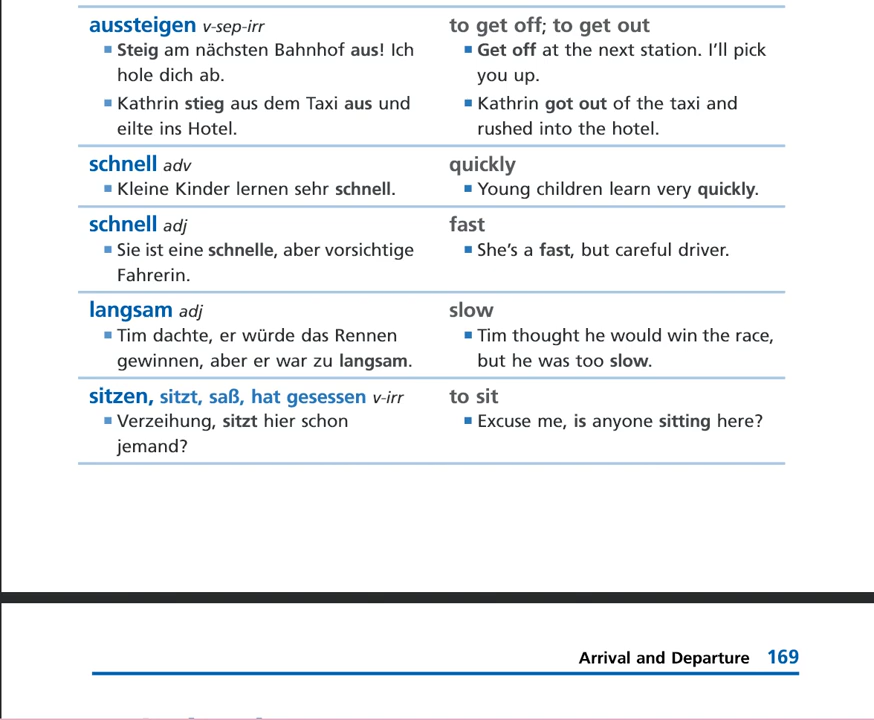 aussteigen v-sep-irr
Steig am nächsten Bahnhof aus! Ich
hole dich ab.
Kathrin stieg aus dem Taxi aus und
eilte ins Hotel.
to get off; to get out
Get off at the next station. I’ll pick
you up.
Kathrin got out of the taxi and
rushed into the hotel.
schnell adv
Kleine Kinder lernen sehr schnell.
quickly
Young children learn very quickly.
schnell adj
Sie ist eine schnelle, aber vorsichtige
Fahrerin.
fast
She’s a fast, but careful driver.
langsam adj
Tim dachte, er würde das Rennen
gewinnen, aber er war zu langsam.
slow
Tim thought he would win the race,
but he was too slow.
sitzen, sitzt, saß, hat gesessen v-irr
Verzeihung, sitzt hier schon
jemand?
to sit
Excuse me, is anyone sitting here?
Arrival and Departure 169